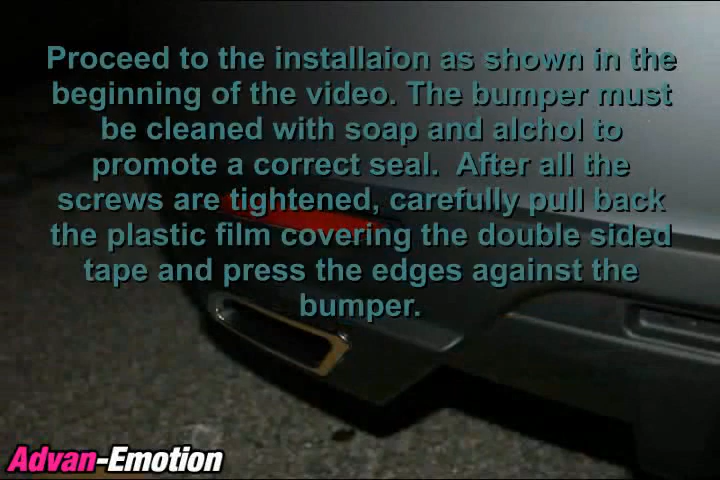 Proceed to the installaion as shown in the
beginning of the video. The bumper must
be cleaned with soap and alchol to
promote a correct seal.  After all the
screws are tightened, carefully pull back
the plastic film covering the double sided
tape and press the edges against the
bumper.
Advan-Emotion